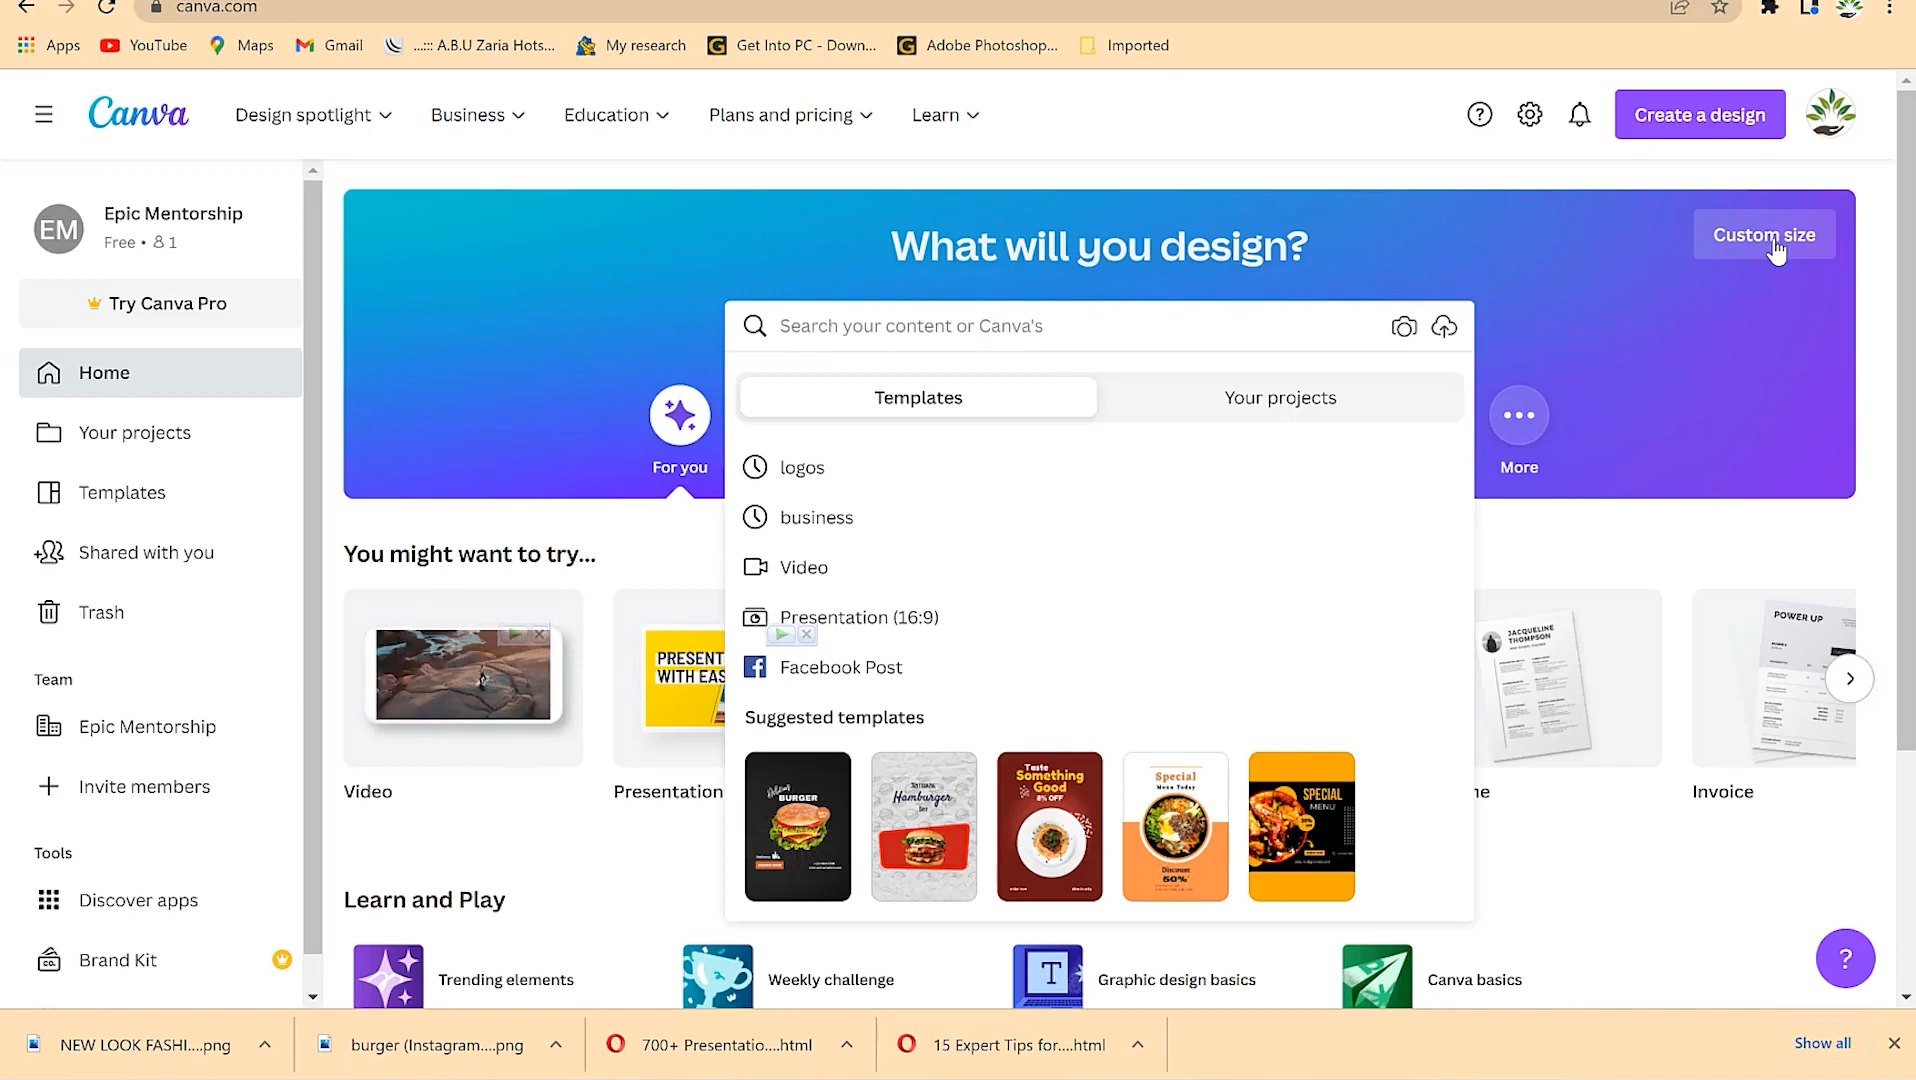 canva.com
Apps YouTube Maps Gmail ...::: A.B.U Zaria Hots... My research Get Into PC - Down... Adobe Photoshop... Imported
Canva Design spotlight Business Education Plans and pricing Learn Create a design
EM Epic Mentorship
Free • 1
Try Canva Pro
Home
Your projects
Templates
Shared with you
Trash
Team
Epic Mentorship
Invite members
Tools
Discover apps
Brand Kit
What will you design?
Custom size
Search your content or Canva's
Templates Your projects
For you
More
logos
business
Video
Presentation (16:9)
Facebook Post
Suggested templates
BURGER
Hamburger
Taste
Something
Good
8% OFF
Special
Menu Today
Discount
50%
SPECIAL
MENU
You might want to try...
PRESENT
WITH EAS
JACQUELINE
THOMPSON
POWER UP
Video
Presentation
ne
Invoice
Learn and Play
Trending elements
Weekly challenge
T Graphic design basics
Canva basics
?
NEW LOOK FASHI....png burger (Instagram....png 700+ Presentatio....html 15 Expert Tips for....html Show all